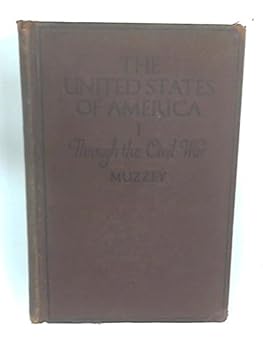 THE
UNITED STATES
OF AMERICA
I
Through the Civil War
MUZZEY